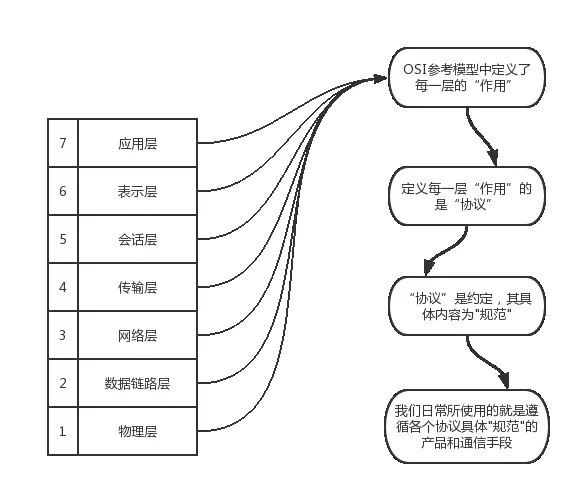 7 应用层
6 表示层
5 会话层
4 传输层
3 网络层
2 数据链路层
1 物理层
OSI参考模型中定义了
每一层的“作用”
定义每一层“作用”的
是“协议”
“协议”是约定，其具
体内容为"规范"
我们日常所使用的就是遵
循各个协议具体"规范"的
产品和通信手段